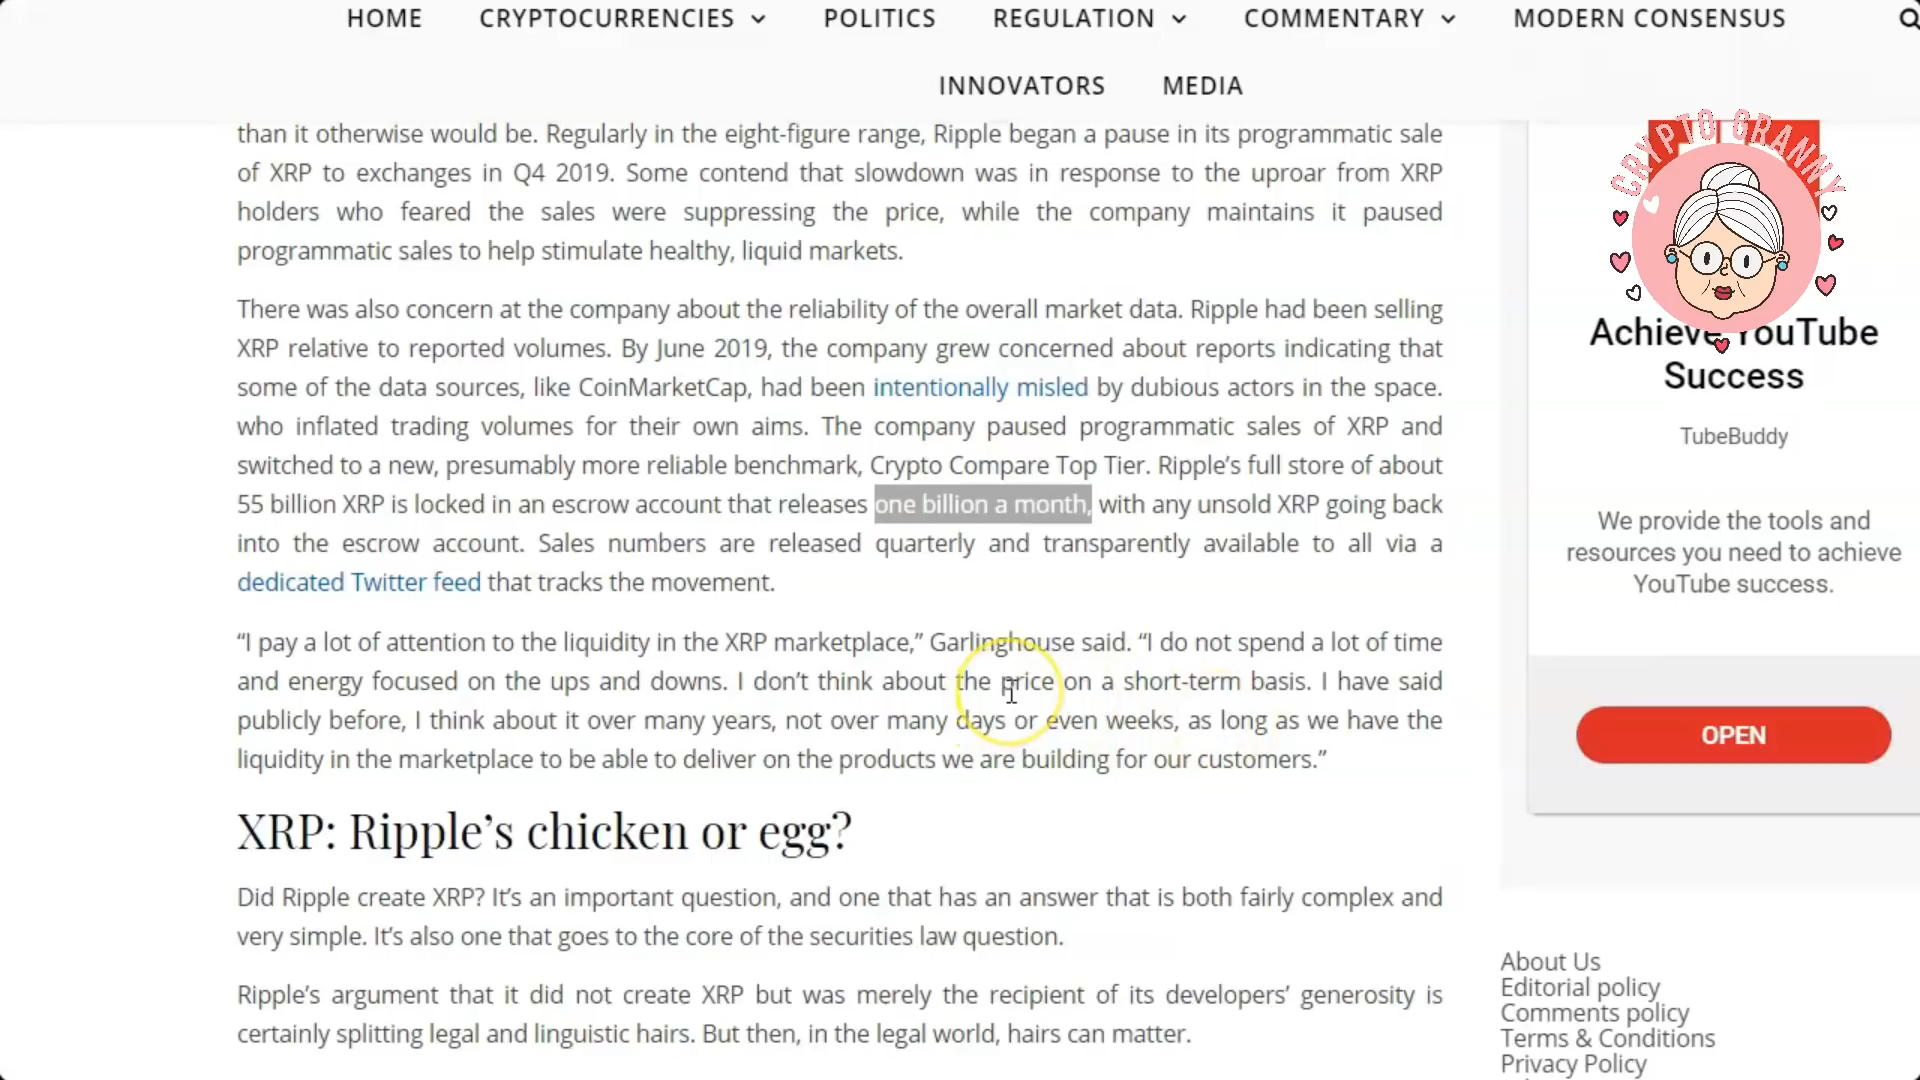 HOME CRYPTOCURRENCIES POLITICS REGULATION COMMENTARY MODERN CONSENSUS
INNOVATORS MEDIA
than it otherwise would be. Regularly in the eight-figure range, Ripple began a pause in its programmatic sale
of XRP to exchanges in Q4 2019. Some contend that slowdown was in response to the uproar from XRP
holders who feared the sales were suppressing the price, while the company maintains it paused
programmatic sales to help stimulate healthy, liquid markets.
There was also concern at the company about the reliability of the overall market data. Ripple had been selling
XRP relative to reported volumes. By June 2019, the company grew concerned about reports indicating that
some of the data sources, like CoinMarketCap, had been intentionally misled by dubious actors in the space.
who inflated trading volumes for their own aims. The company paused programmatic sales of XRP and
switched to a new, presumably more reliable benchmark, Crypto Compare Top Tier. Ripple’s full store of about
55 billion XRP is locked in an escrow account that releases one billion a month, with any unsold XRP going back
into the escrow account. Sales numbers are released quarterly and transparently available to all via a
dedicated Twitter feed that tracks the movement.
“I pay a lot of attention to the liquidity in the XRP marketplace,” Garlinghouse said. “I do not spend a lot of time
and energy focused on the ups and downs. I don’t think about the price on a short-term basis. I have said
publicly before, I think about it over many years, not over many days or even weeks, as long as we have the
liquidity in the marketplace to be able to deliver on the products we are building for our customers.”
XRP: Ripple’s chicken or egg?
Did Ripple create XRP? It’s an important question, and one that has an answer that is both fairly complex and
very simple. It’s also one that goes to the core of the securities law question.
Ripple’s argument that it did not create XRP but was merely the recipient of its developers’ generosity is
certainly splitting legal and linguistic hairs. But then, in the legal world, hairs can matter.
CRYPTO GRANNY
Achieve YouTube
Success
TubeBuddy
We provide the tools and
resources you need to achieve
YouTube success.
OPEN
About Us
Editorial policy
Comments policy
Terms & Conditions
Privacy Policy